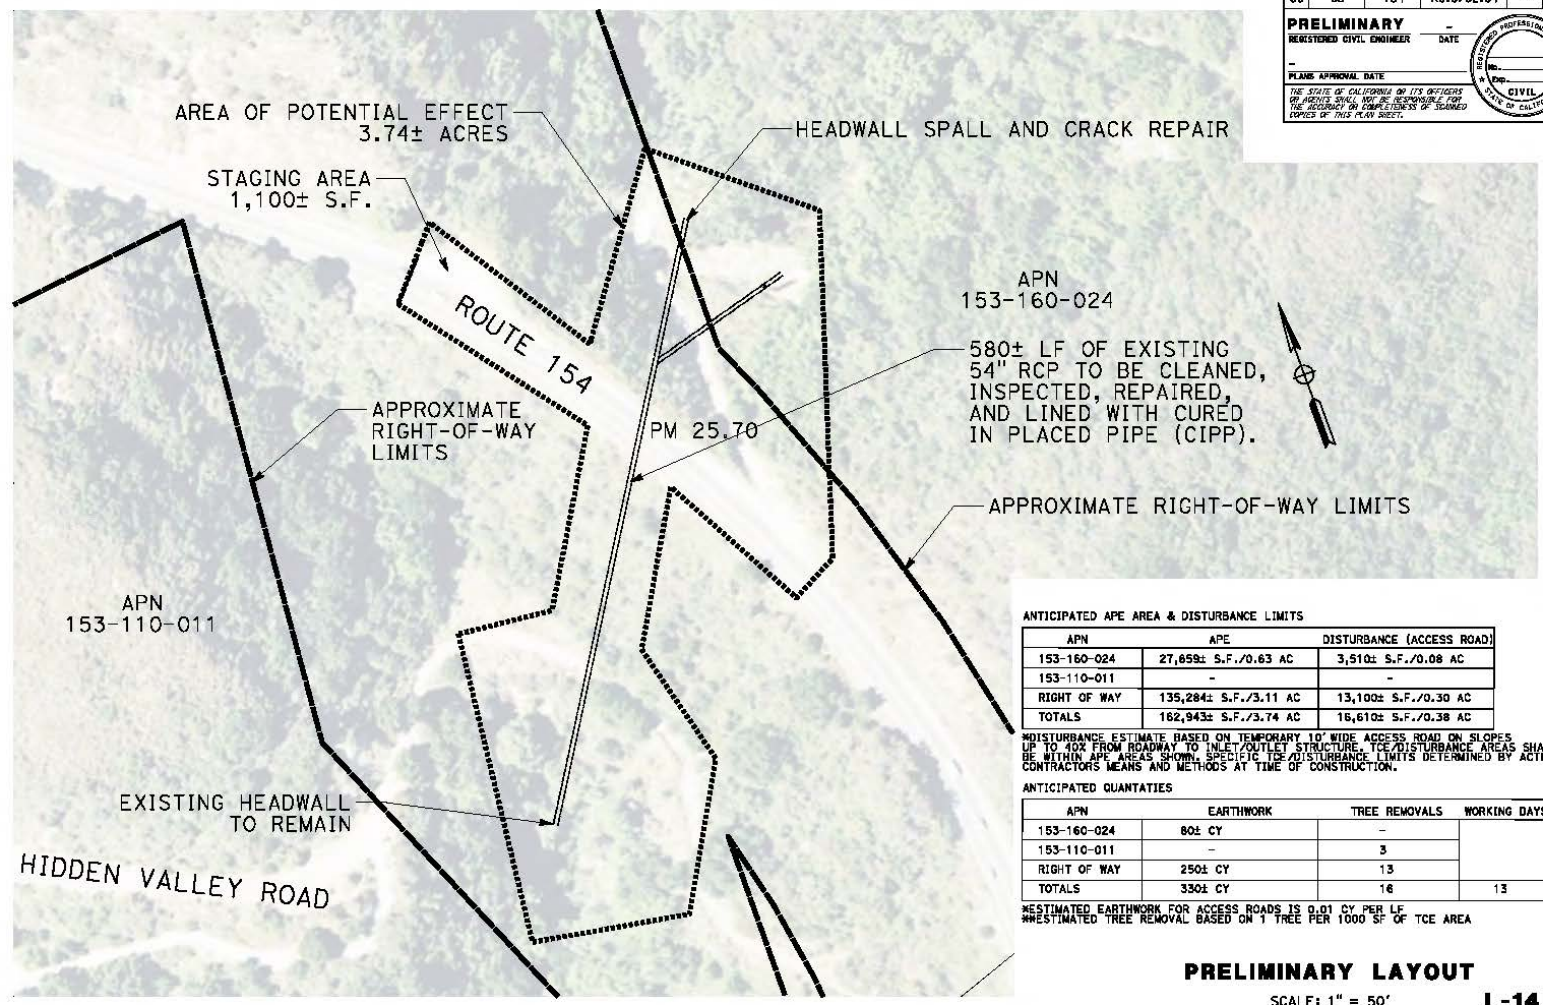 PRELIMINARY
REGISTERED CIVIL ENGINEER
DATE
PLANS APPROVAL DATE
THE STATE OF CALIFORNIA OR ITS OFFICERS
OR AGENTS SHALL NOT BE RESPONSIBLE FOR
THE ACCURACY OR COMPLETENESS OF SCANNED
COPIES OF THIS PLAN SHEET.
No.
Exp.
CIVIL
AREA OF POTENTIAL EFFECT
3.74± ACRES
HEADWALL SPALL AND CRACK REPAIR
STAGING AREA
1,100± S.F.
ROUTE 154
APN
153-160-024
580± LF OF EXISTING
54" RCP TO BE CLEANED,
INSPECTED, REPAIRED,
AND LINED WITH CURED
IN PLACED PIPE (CIPP).
APPROXIMATE
RIGHT-OF-WAY
LIMITS
PM 25.70
APPROXIMATE RIGHT-OF-WAY LIMITS
APN
153-110-011
EXISTING HEADWALL
TO REMAIN
HIDDEN VALLEY ROAD
ANTICIPATED APE AREA & DISTURBANCE LIMITS
APN APE DISTURBANCE (ACCESS ROAD)
153-160-024 27,659± S.F./0.63 AC 3,510± S.F./0.08 AC
153-110-011 - -
RIGHT OF WAY 135,284± S.F./3.11 AC 13,100± S.F./0.30 AC
TOTALS 162,943± S.F./3.74 AC 16,610± S.F./0.38 AC
*DISTURBANCE ESTIMATE BASED ON TEMPORARY 10' WIDE ACCESS ROAD ON SLOPES
UP TO 40% FROM ROADWAY TO INLET/OUTLET STRUCTURE. TCE/DISTURBANCE AREAS SHA
BE WITHIN APE AREAS SHOWN. SPECIFIC TCE/DISTURBANCE LIMITS DETERMINED BY ACT
CONTRACTORS MEANS AND METHODS AT TIME OF CONSTRUCTION.
ANTICIPATED QUANTATIES
APN EARTHWORK TREE REMOVALS WORKING DAYS
153-160-024 80± CY -
153-110-011 - 3
RIGHT OF WAY 250± CY 13
TOTALS 330± CY 16 13
*ESTIMATED EARTHWORK FOR ACCESS ROADS IS 0.01 CY PER LF
**ESTIMATED TREE REMOVAL BASED ON 1 TREE PER 1000 SF OF TCE AREA
PRELIMINARY LAYOUT
SCALE: 1" = 50'
L-14